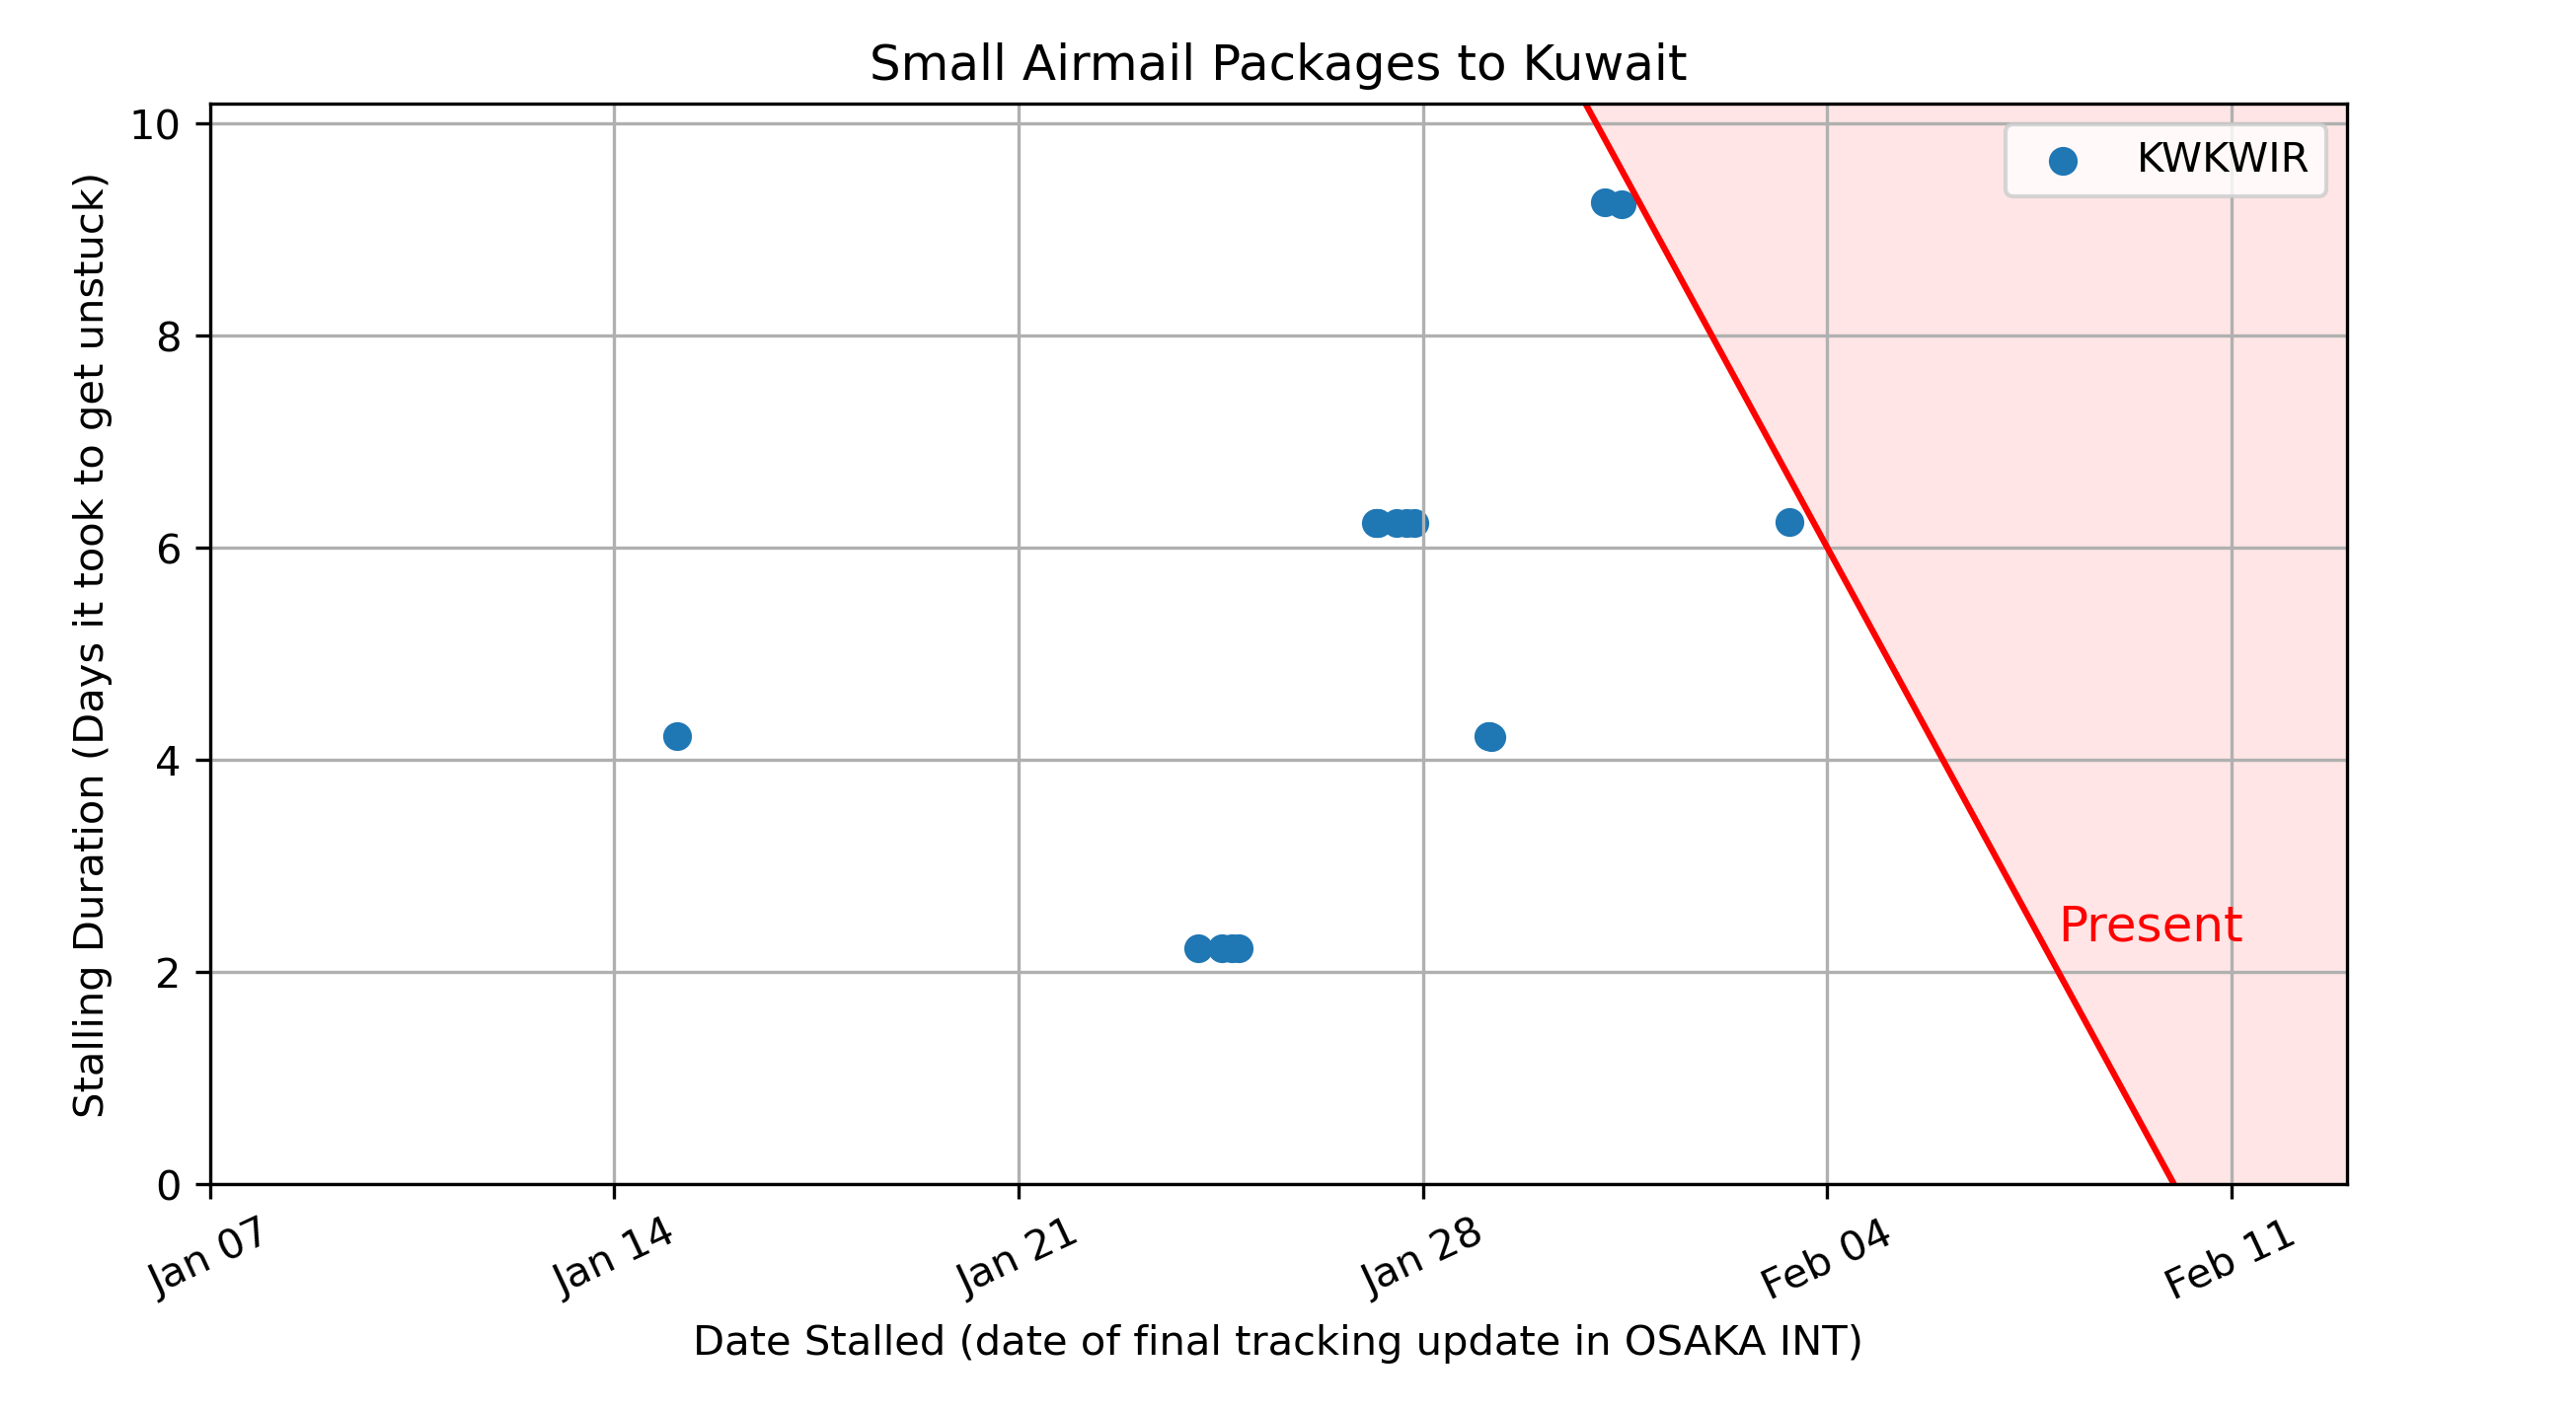 Small Airmail Packages to Kuwait
Stalling Duration (Days it took to get unstuck)
10
8
6
4
2
0
KWKWIR
Present
Jan 07
Jan 14
Jan 21
Jan 28
Feb 04
Feb 11
Date Stalled (date of final tracking update in OSAKA INT)